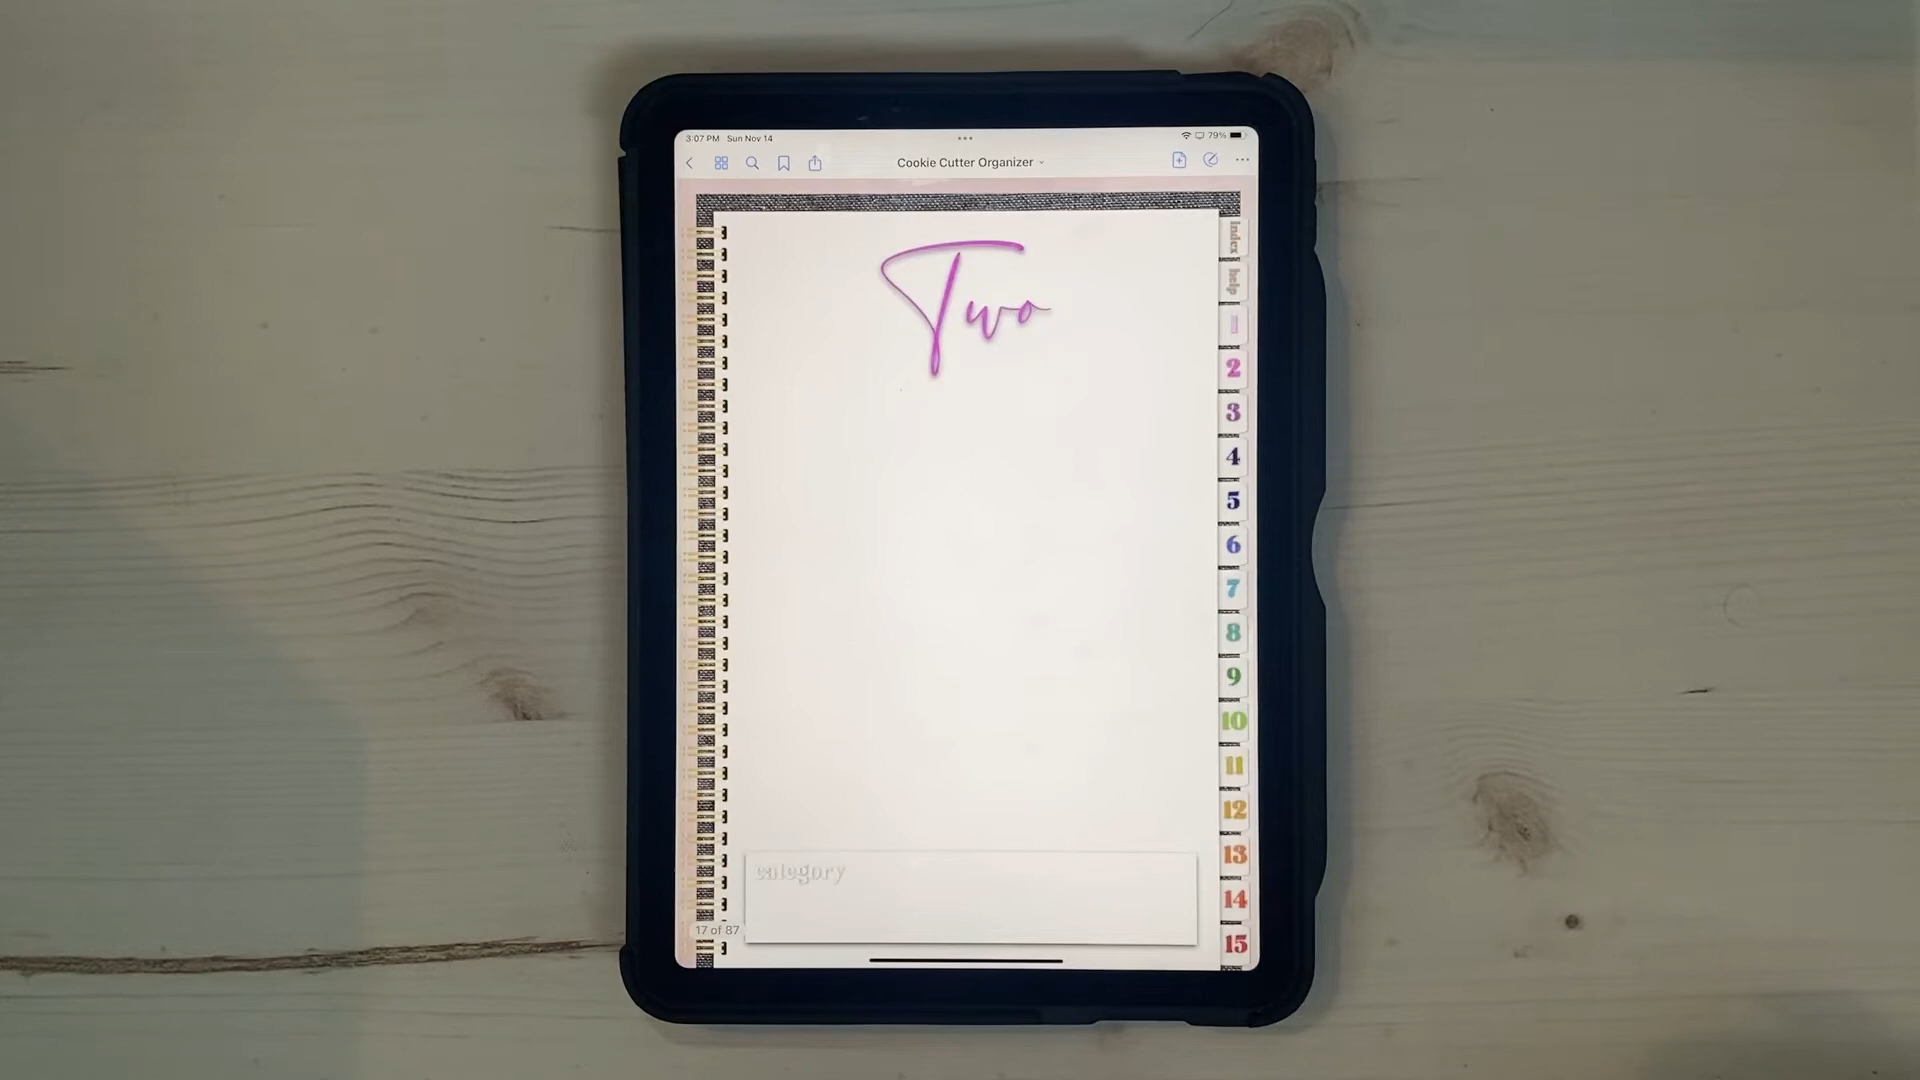 3:07 PM Sun Nov 14
79%
Cookie Cutter Organizer
Two
index
help
1
2
3
4
5
6
7
8
9
10
11
12
13
14
15
category
17 of 87